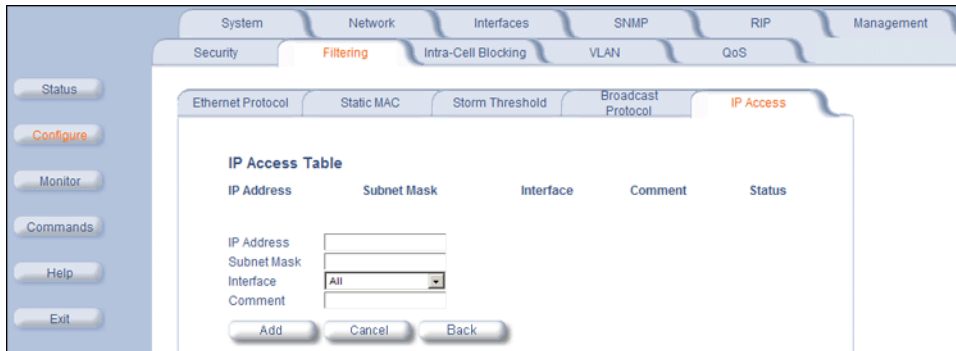 System Network Interfaces SNMP RIP Management
Security Filtering Intra-Cell Blocking VLAN QoS
Status
Configure
Monitor
Commands
Help
Exit
Ethernet Protocol Static MAC Storm Threshold Broadcast Protocol IP Access
IP Access Table
IP Address Subnet Mask Interface Comment Status
IP Address
Subnet Mask
Interface All
Comment
Add Cancel Back